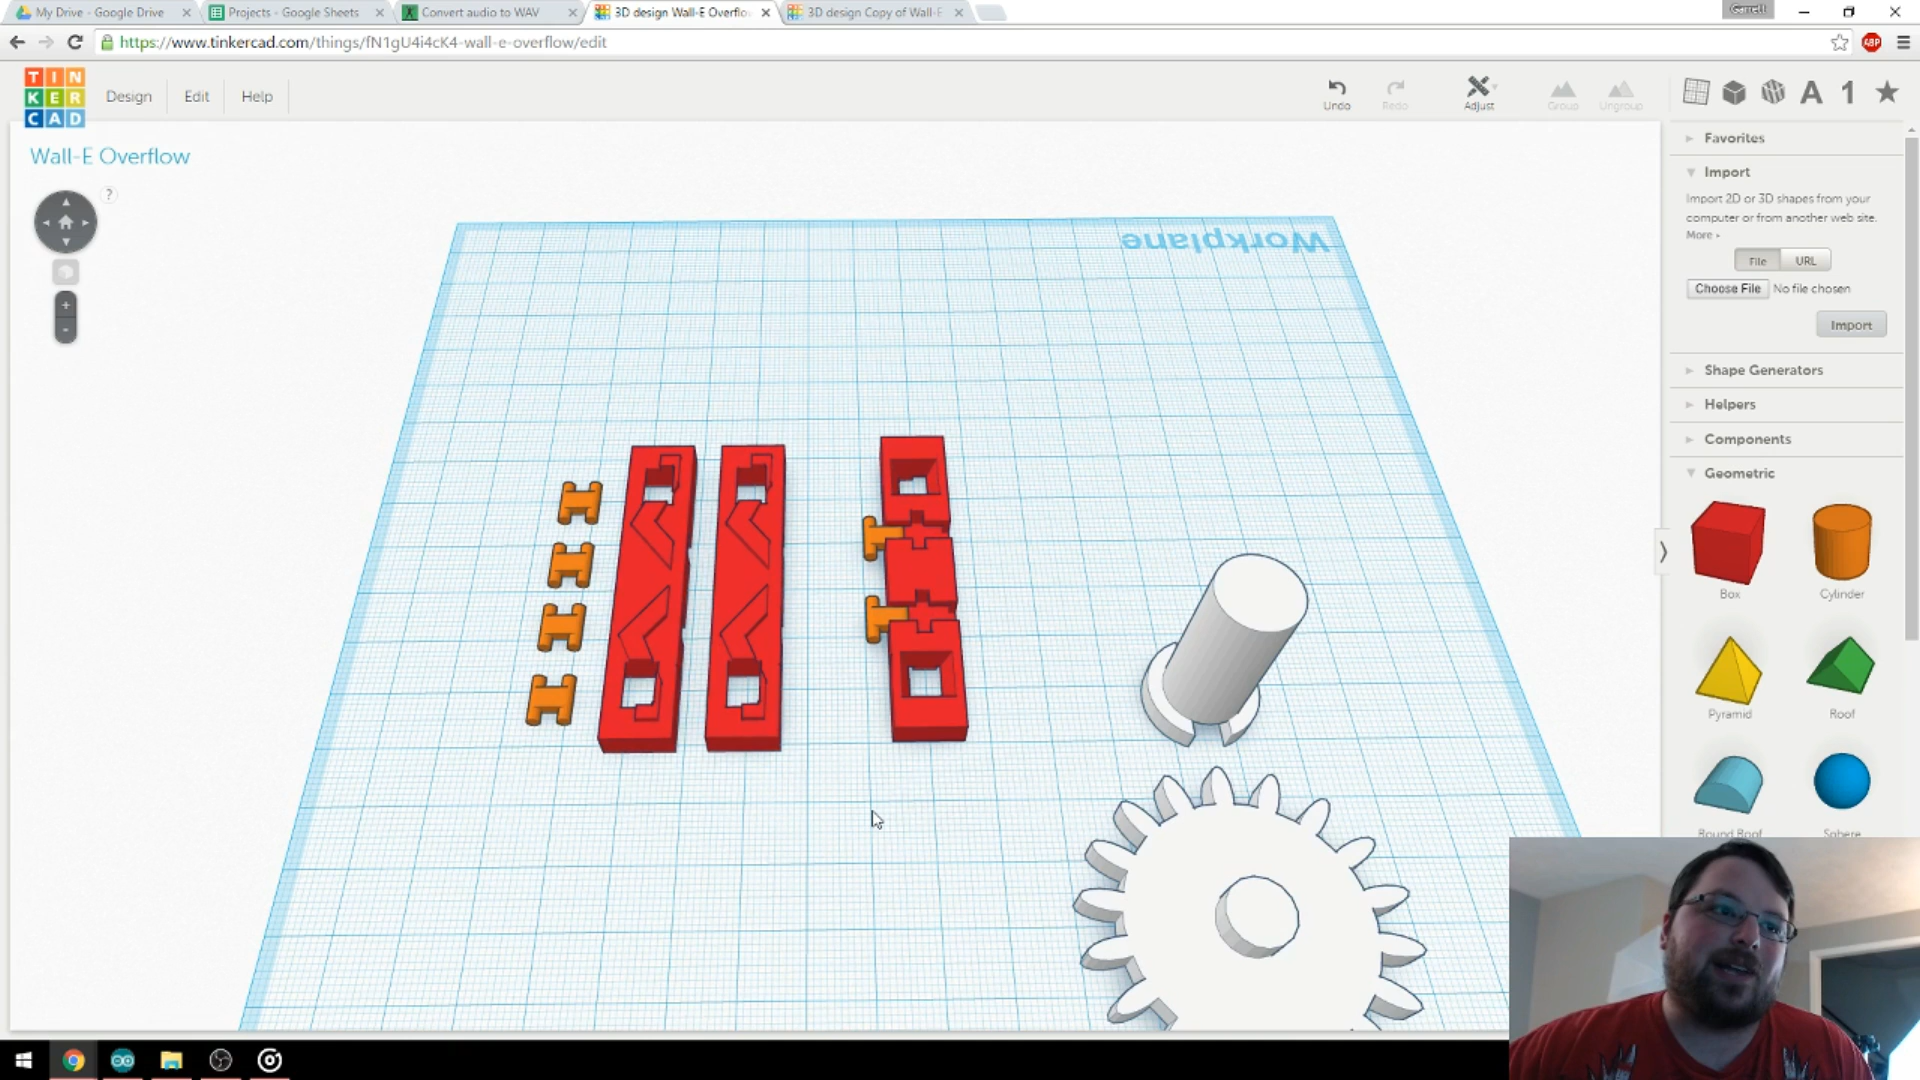 My Drive - Google Drive
Projects - Google Sheets
Convert audio to WAV
3D design Wall-E Overflo
3D design Copy of Wall-E
Garrett
https://www.tinkercad.com/things/fN1gU4i4cK4-wall-e-overflow/edit
ABP
TIN
KER
CAD
Design
Edit
Help
Undo
Redo
Adjust
Group
Ungroup
A
1
Wall-E Overflow
?
+
-
Workplane
Favorites
Import
Import 2D or 3D shapes from your
computer or from another web site.
More
File
URL
Choose File
No file chosen
Import
Shape Generators
Helpers
Components
Geometric
Box
Cylinder
Pyramid
Roof
Round Roof
Sphere